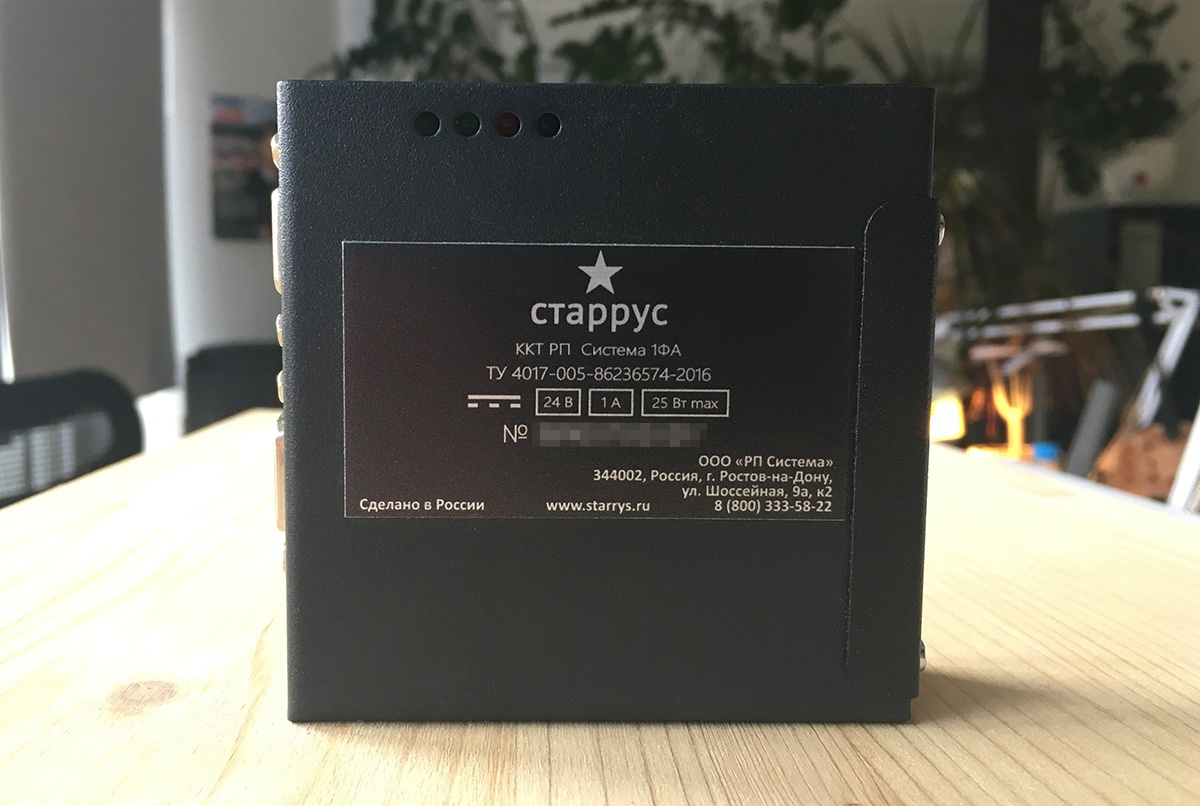 старрус
ККТ РП Система 1ФА
ТУ 4017-005-86236574-2016
24 В 1 А 25 Вт max
№
ООО «РП Система»
344002, Россия, г. Ростов-на-Дону,
ул. Шоссейная, 9а, к2
Сделано в России www.starrys.ru 8 (800) 333-58-22